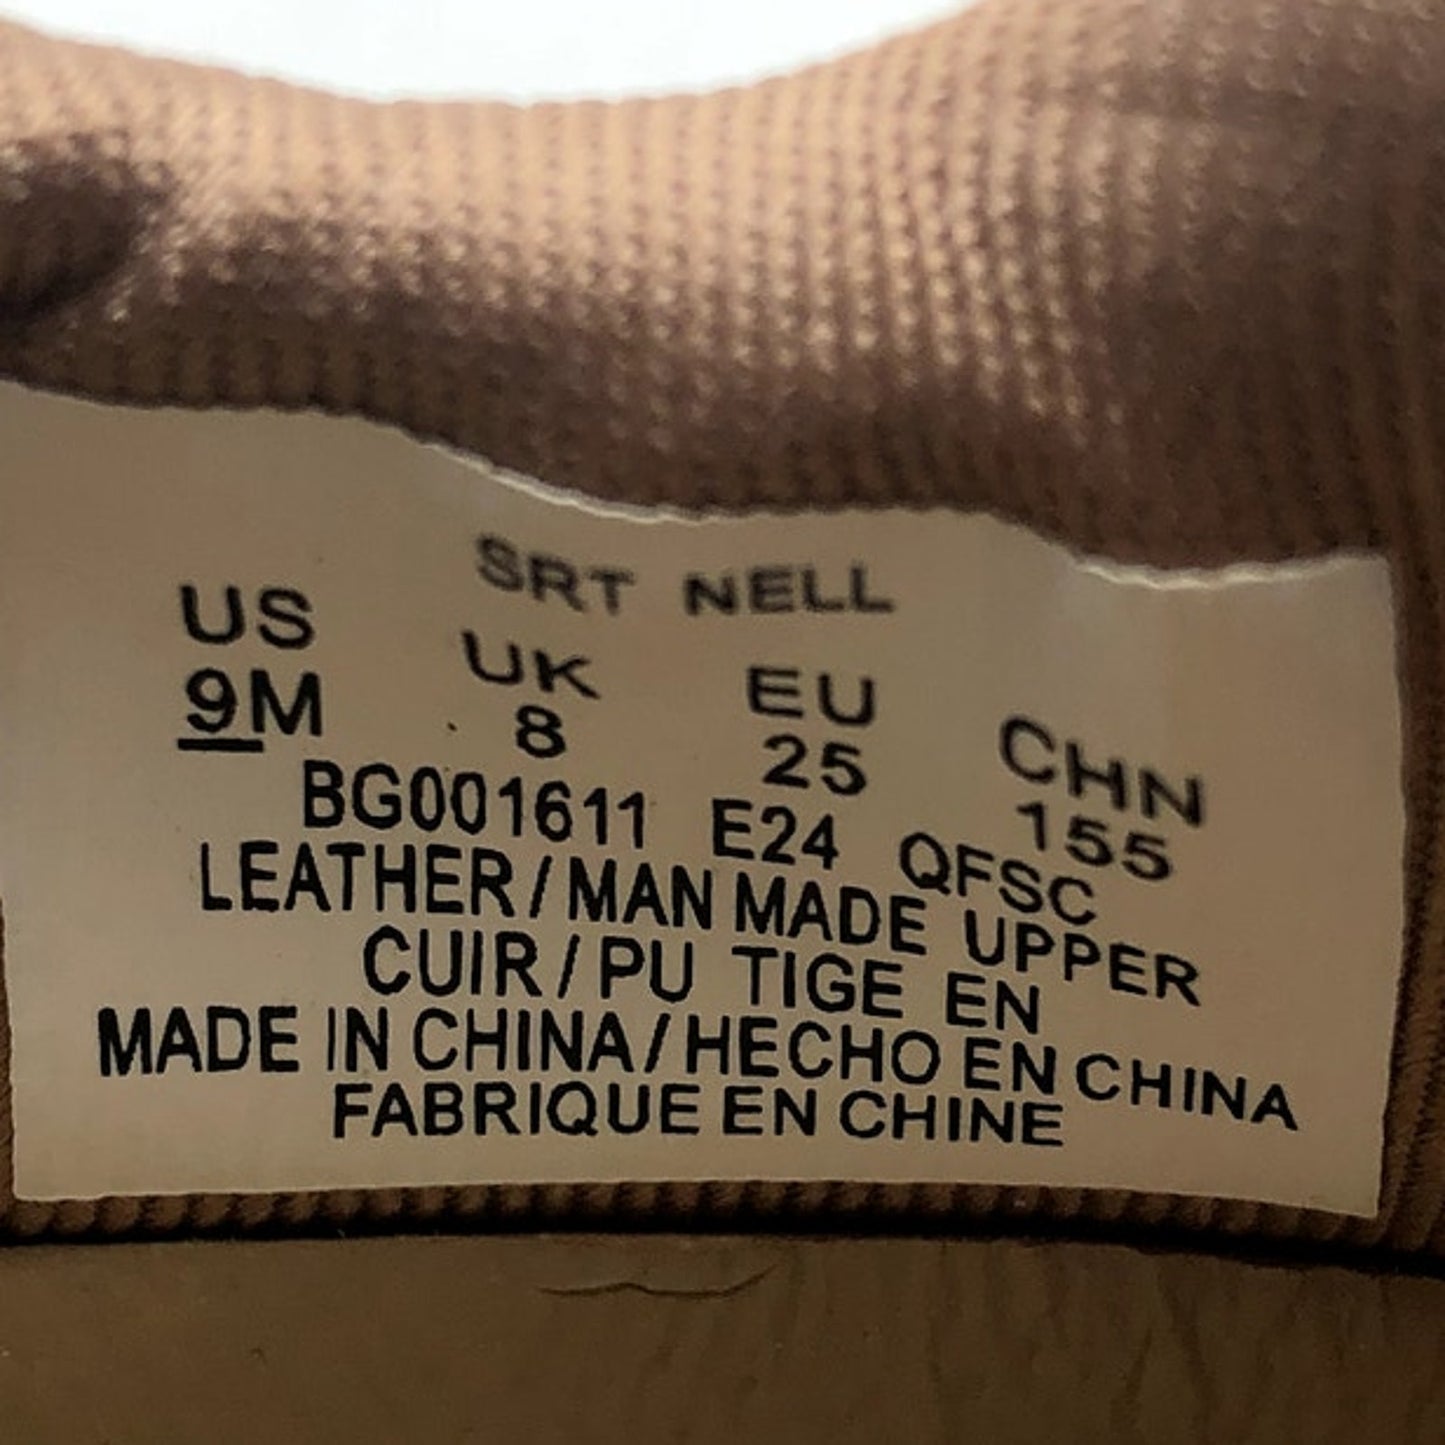 SRT NELL
US UK EU CHN
9M 8 25 155
BG001611 E24 QFSC
LEATHER/MAN MADE UPPER
CUIR/PU TIGE EN
MADE IN CHINA/HECHO EN CHINA
FABRIQUE EN CHINE